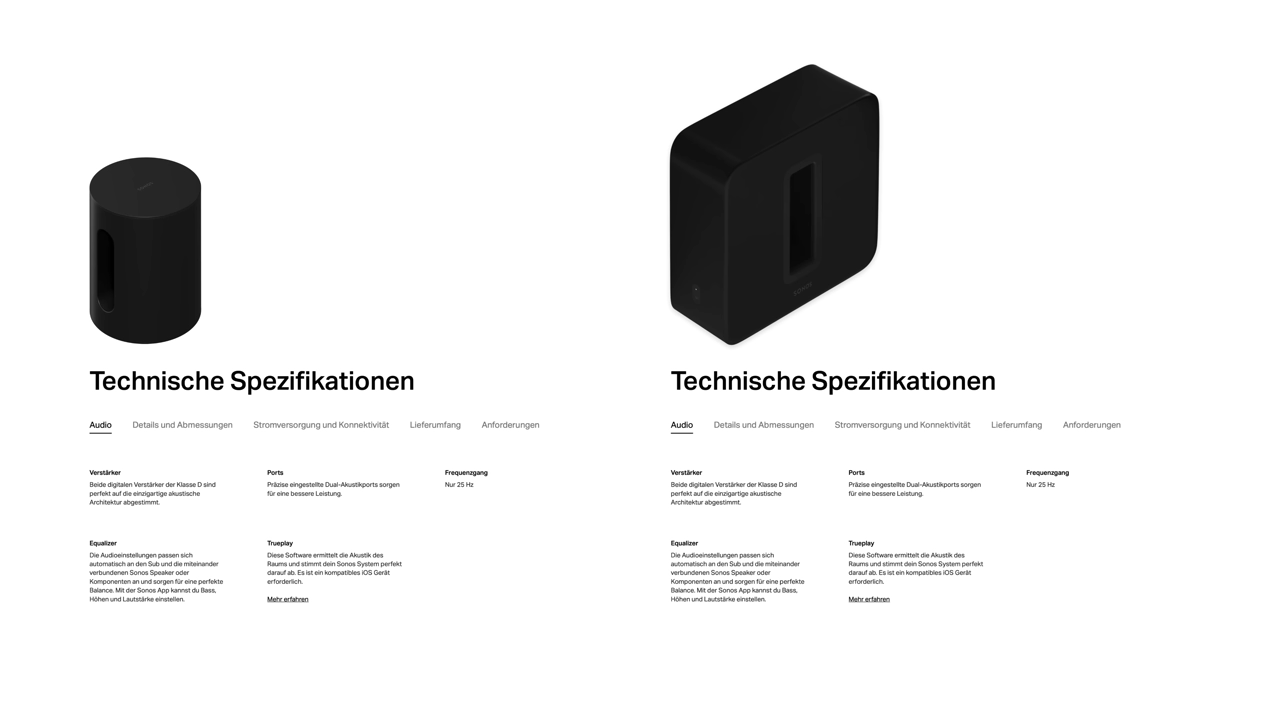 SONOS
Technische Spezifikationen
Audio Details und Abmessungen Stromversorgung und Konnektivität Lieferumfang Anforderungen
Verstärker
Beide digitalen Verstärker der Klasse D sind
perfekt auf die einzigartige akustische
Architektur abgestimmt.
Ports
Präzise eingestellte Dual-Akustikports sorgen
für eine bessere Leistung.
Frequenzgang
Nur 25 Hz
Equalizer
Die Audioeinstellungen passen sich
automatisch an den Sub und die miteinander
verbundenen Sonos Speaker oder
Komponenten an und sorgen für eine perfekte
Balance. Mit der Sonos App kannst du Bass,
Höhen und Lautstärke einstellen.
Trueplay
Diese Software ermittelt die Akustik des
Raums und stimmt dein Sonos System perfekt
darauf ab. Es ist ein kompatibles iOS Gerät
erforderlich.
Mehr erfahren
Technische Spezifikationen
Audio Details und Abmessungen Stromversorgung und Konnektivität Lieferumfang Anforderungen
Verstärker
Beide digitalen Verstärker der Klasse D sind
perfekt auf die einzigartige akustische
Architektur abgestimmt.
Ports
Präzise eingestellte Dual-Akustikports sorgen
für eine bessere Leistung.
Frequenzgang
Nur 25 Hz
Equalizer
Die Audioeinstellungen passen sich
automatisch an den Sub und die miteinander
verbundenen Sonos Speaker oder
Komponenten an und sorgen für eine perfekte
Balance. Mit der Sonos App kannst du Bass,
Höhen und Lautstärke einstellen.
Trueplay
Diese Software ermittelt die Akustik des
Raums und stimmt dein Sonos System perfekt
darauf ab. Es ist ein kompatibles iOS Gerät
erforderlich.
Mehr erfahren